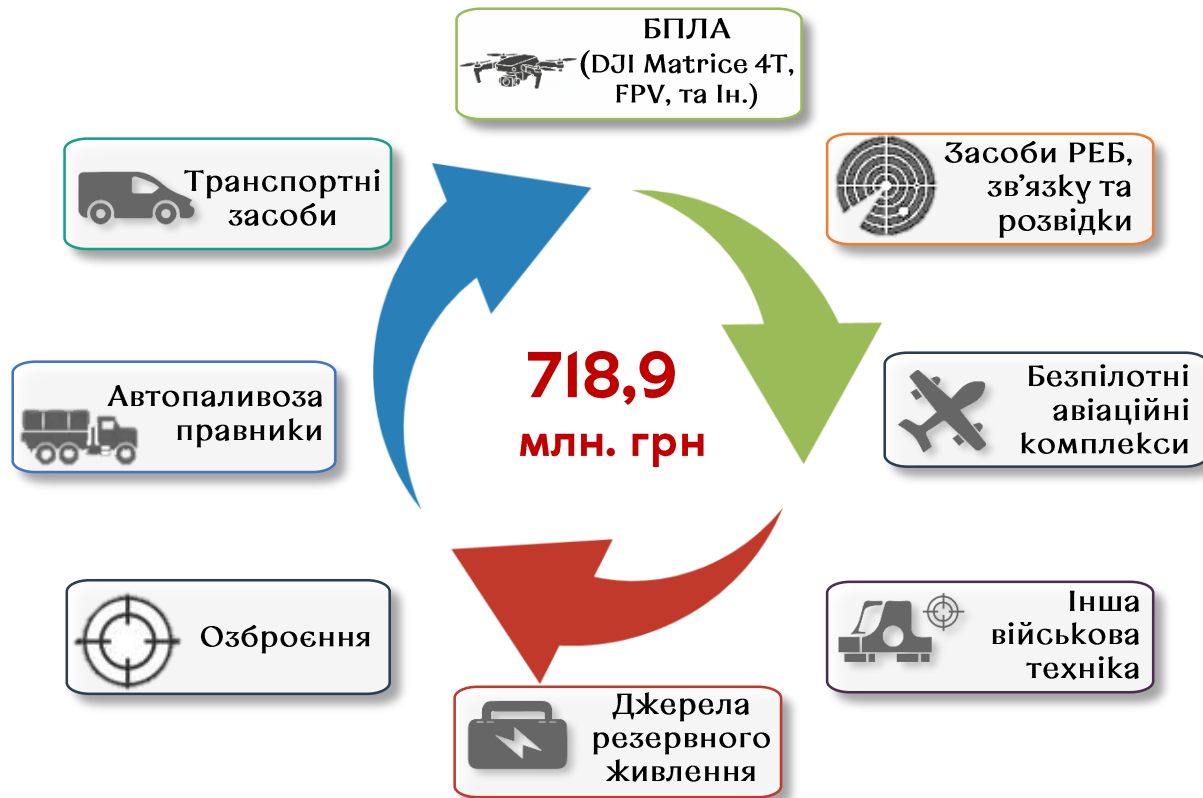 БПЛА
(DJI Matrice 4T,
FPV, та Ін.)
Засоби РЕБ,
зв’язку та
розвідки
Безпілотні
авіаційні
комплекси
Інша
військова
техніка
Джерела
резервного
живлення
Озброєння
Автопаливоза
правники
Транспортні
засоби
718,9
млн. грн